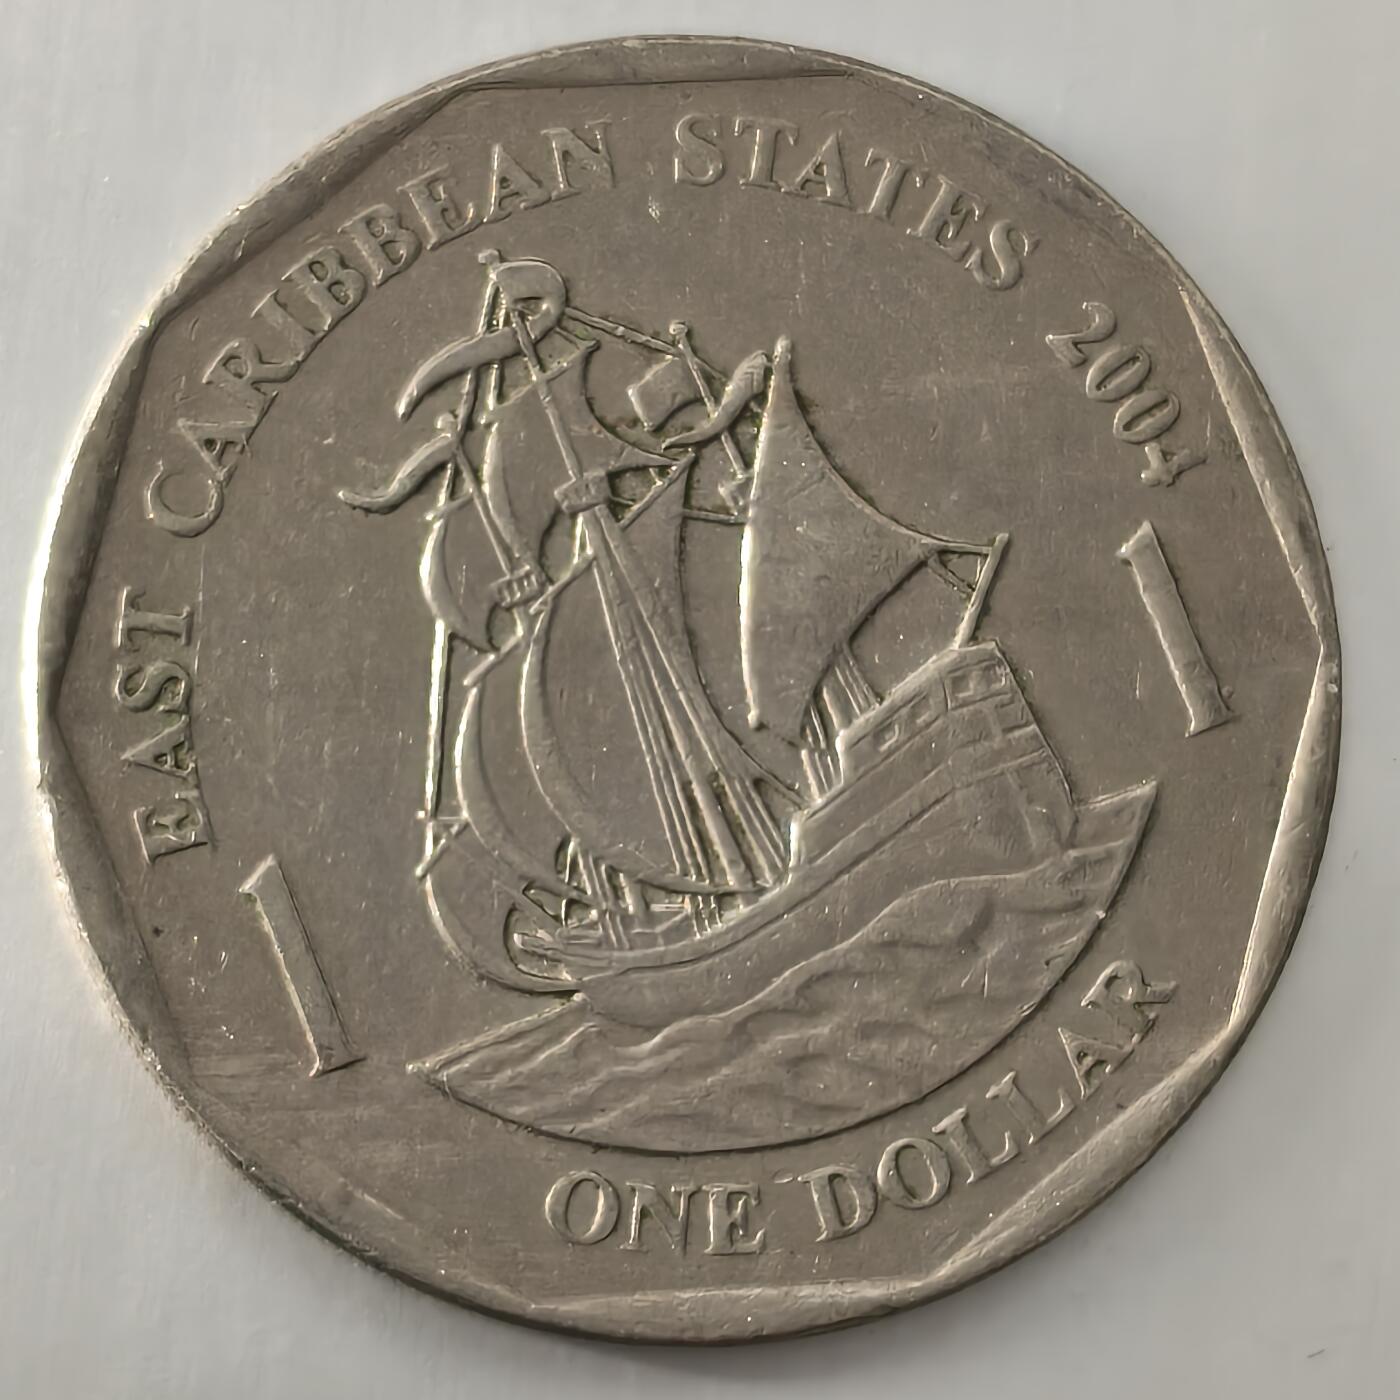 EAST CARIBBEAN STATES 2004
1
1
ONE DOLLAR